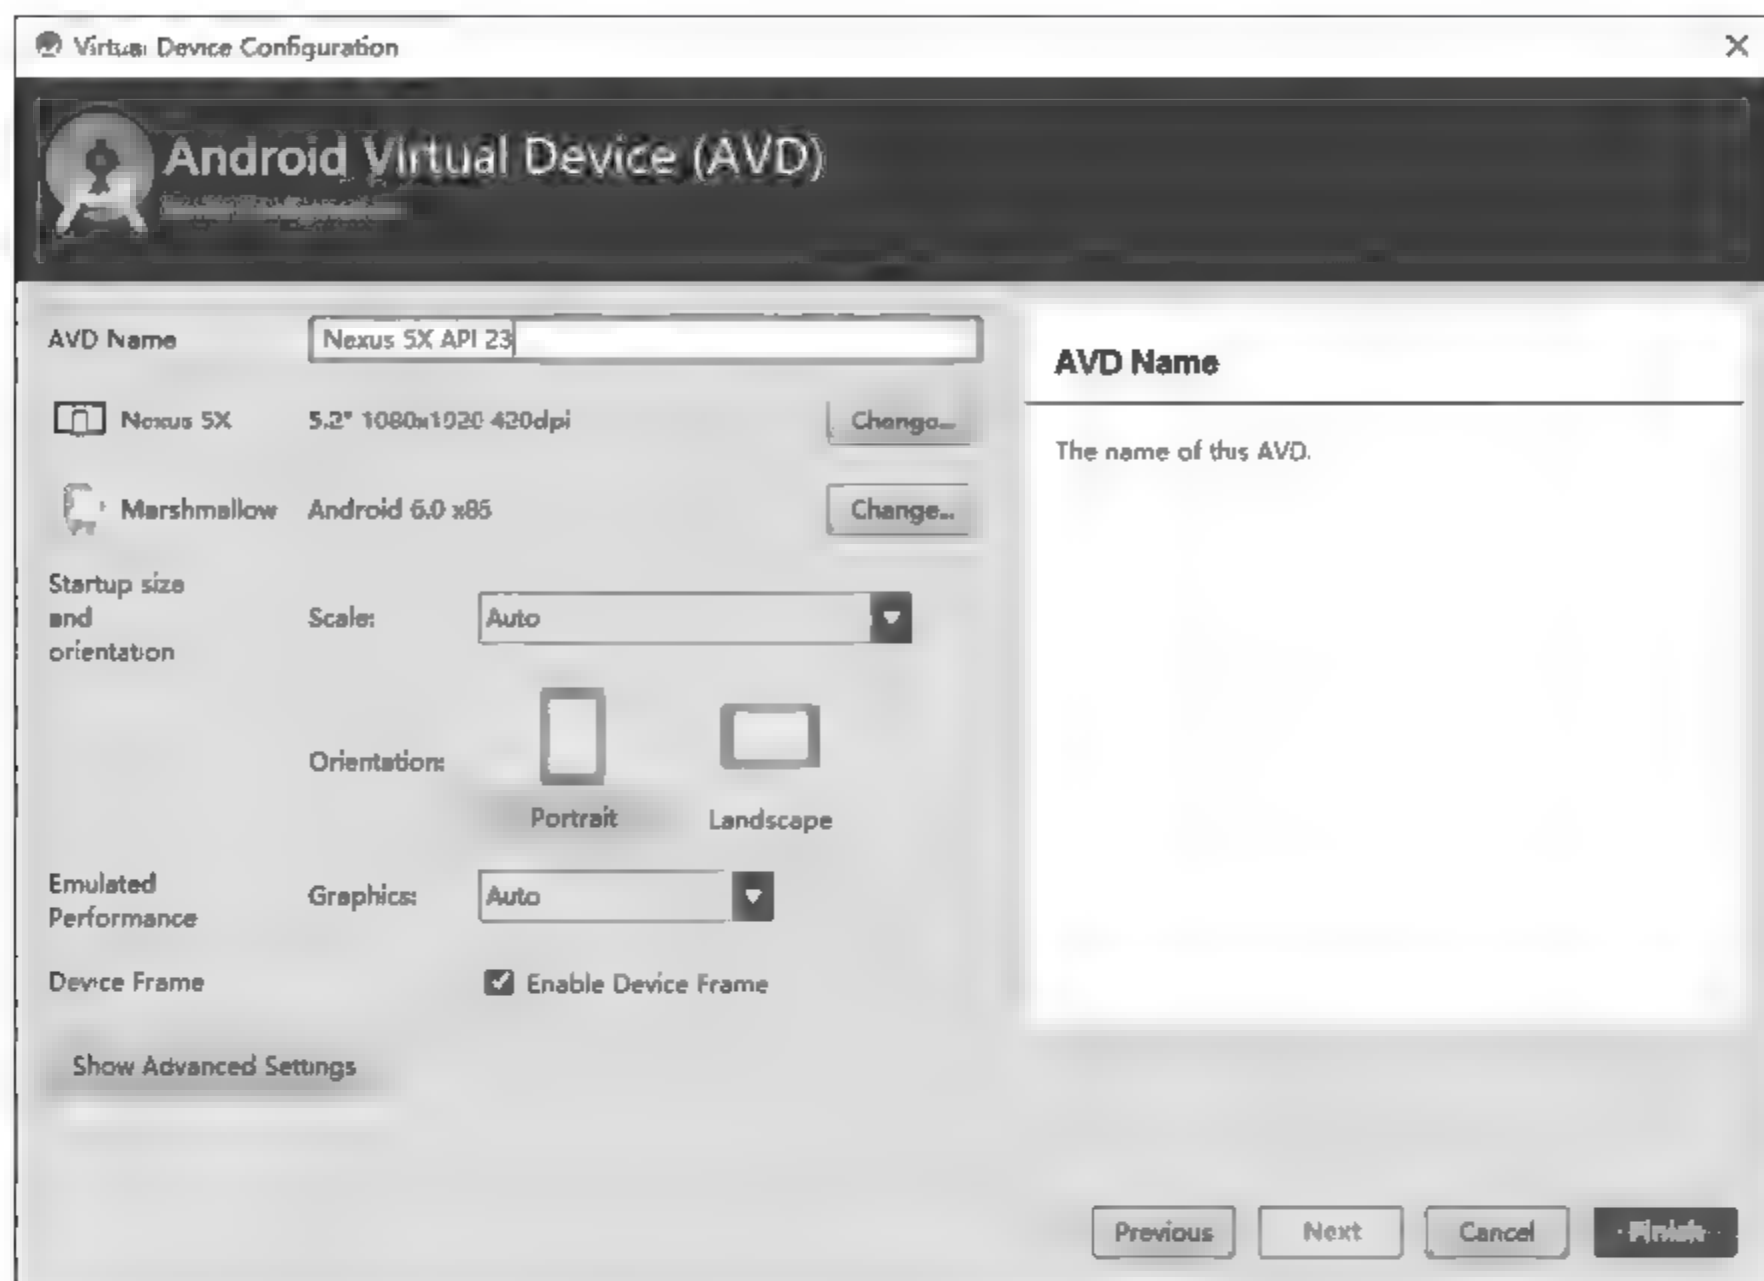 Virtual Device Configuration
Android Virtual Device (AVD)
AVD Name
Nexus 5X API 23
Nexus 5X
5.2" 1080x1920 420dpi
Change...
Marshmallow
Android 6.0 x86
Change...
Startup size
and
orientation
Scale:
Auto
Orientation:
Portrait
Landscape
Emulated
Performance
Graphics:
Auto
Device Frame
Enable Device Frame
Show Advanced Settings
AVD Name
The name of this AVD.
Previous
Next
Cancel
Finish